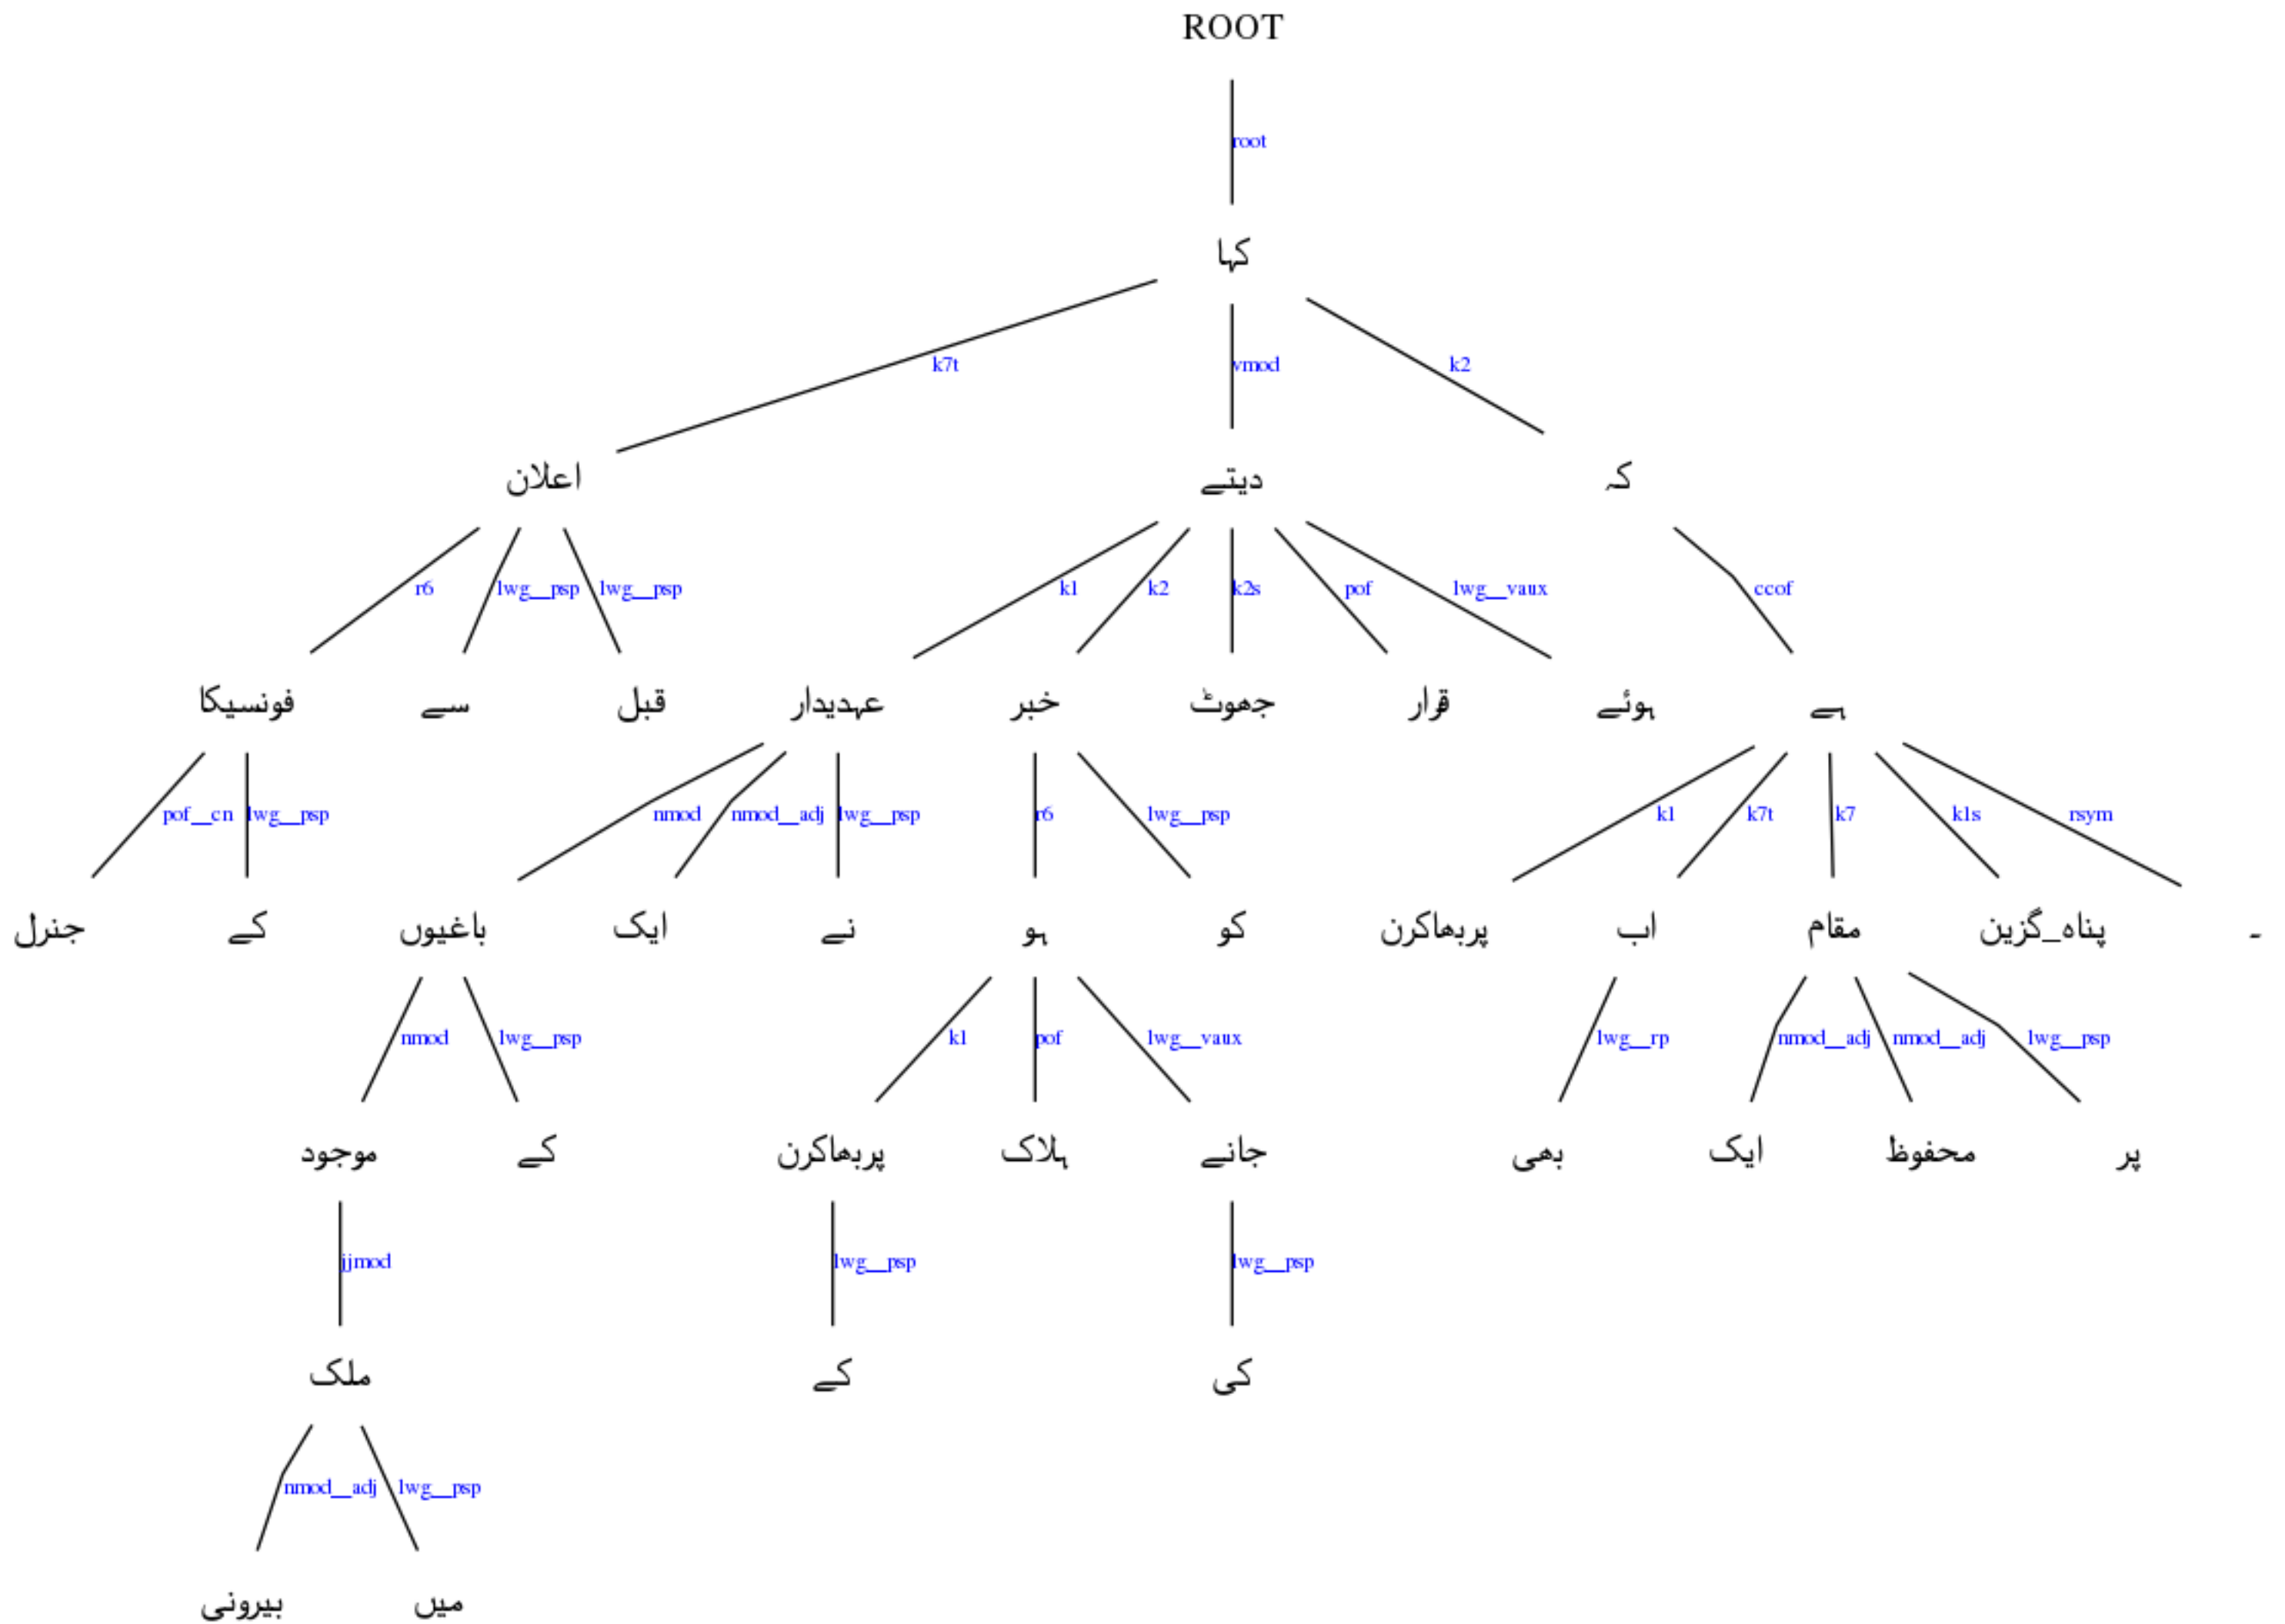 ROOT
root
کہا
k7t vmod k2
اعلان دیتے کہ
r6 lwg__psp lwg__psp k1 k2 k2s pof lwg__vaux ccof
فونسیکا سے قبل عہدیدار خبر جھوٹ قرار ہوئے ہے
pof__cn lwg__psp nmod nmod__adj lwg__psp r6 lwg__psp k1 k7t k7 k1s rsym
جنرل کے باغیوں ایک نے ہو کو پربھاکرن اب مقام پناہ_گزین ۔
nmod lwg__psp k1 pof lwg__vaux lwg__rp nmod__adj nmod__adj lwg__psp
موجود کے پربھاکرن ہلاک جانے بھی ایک محفوظ پر
jjmod lwg__psp lwg__psp
ملک کے کی
nmod__adj lwg__psp
بیرونی میں